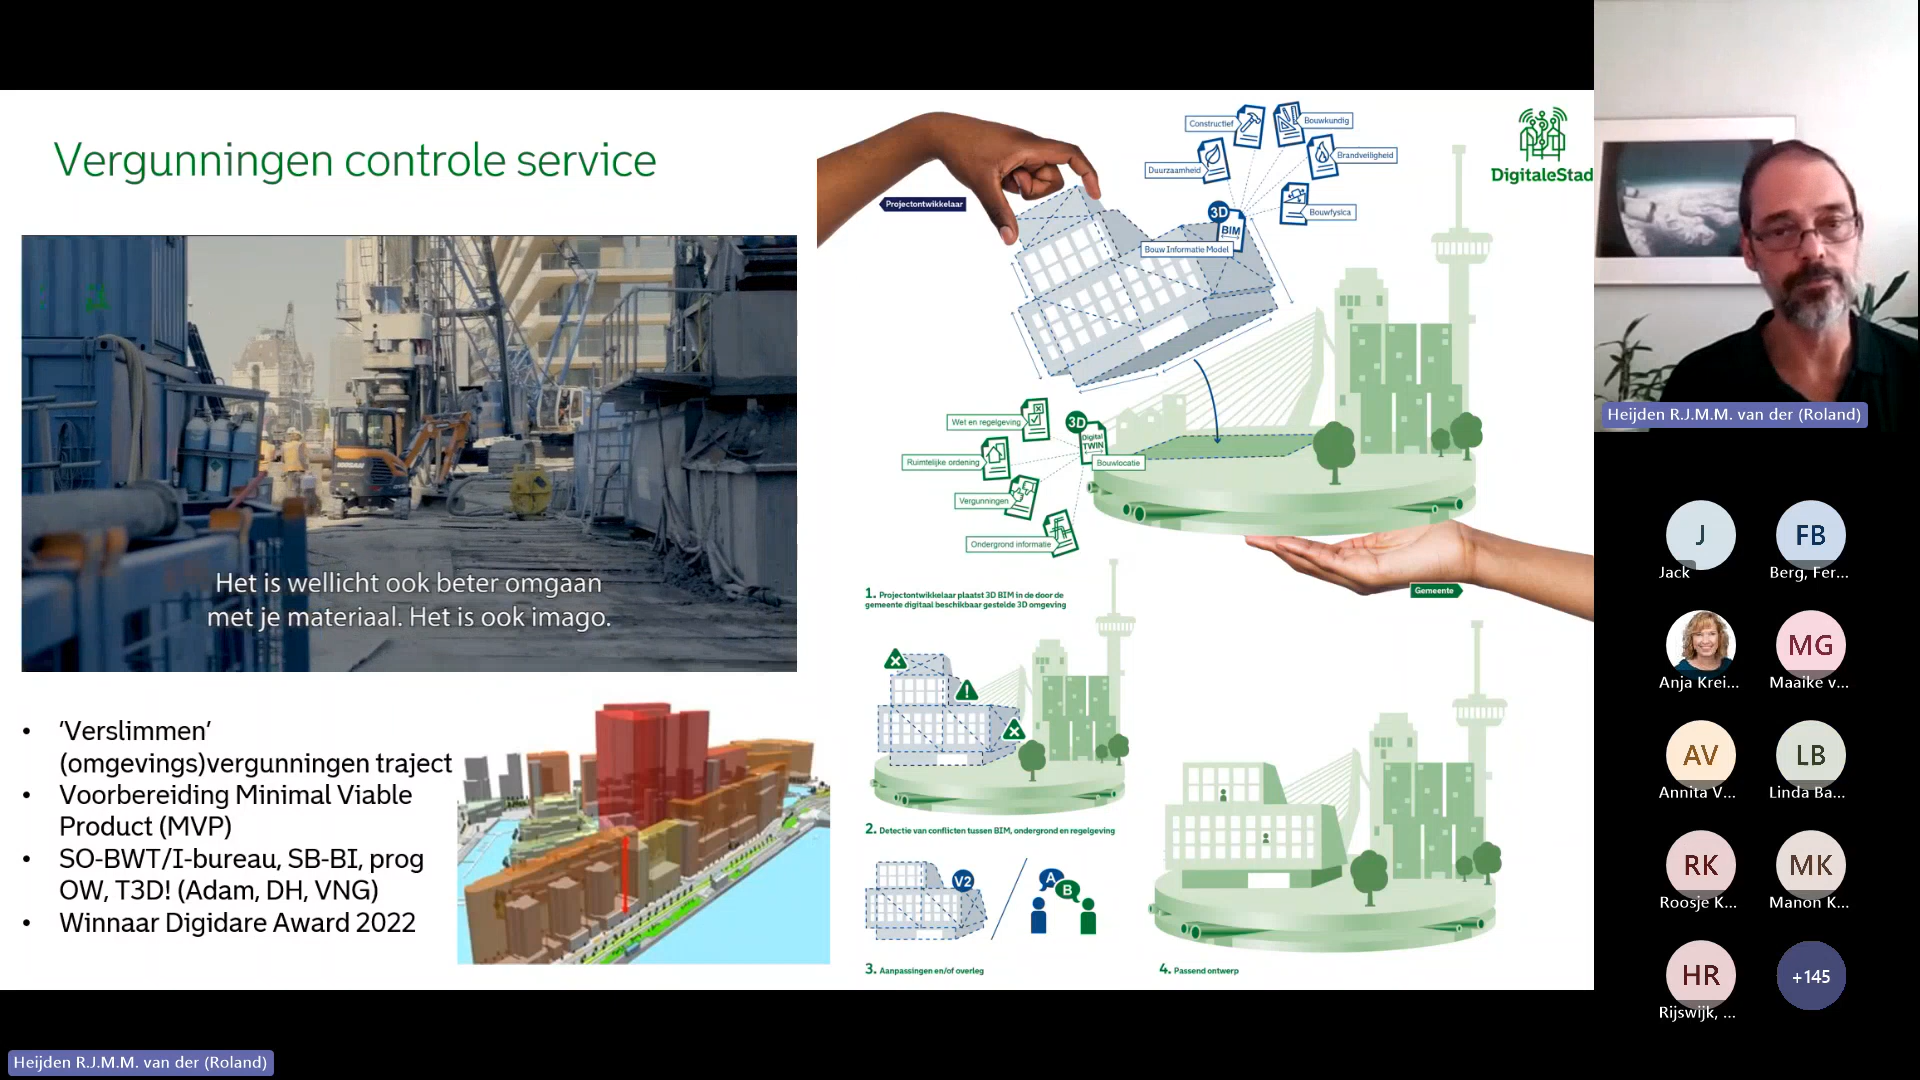 Vergunningen controle service
Het is wellicht ook beter omgaan
met je materiaal. Het is ook imago.
• ‘Verslimmen’
(omgevings)vergunningen traject
• Voorbereiding Minimal Viable
Product (MVP)
• SO-BWT/I-bureau, SB-BI, prog
OW, T3D! (Adam, DH, VNG)
• Winnaar Digidare Award 2022
Projectontwikkelaar
Constructief
Bouwkundig
Duurzaamheid
Brandveiligheid
Bouwfysica
3D
BIM
Bouw Informatie Model
DigitaleStad
Wet en regelgeving
3D
Digital
TWIN
Ruimtelijke ordening
Bouwlocatie
Vergunningen
Ondergrond informatie
Gemeente
1. Projectontwikkelaar plaatst 3D BIM in de door de
gemeente digitaal beschikbaar gestelde 3D omgeving
2. Detectie van conflicten tussen BIM, ondergrond en regelgeving
V2
A
B
3. Aanpassingen en/of overleg
4. Passend ontwerp
Heijden R.J.M.M. van der (Roland)
J
Jack
FB
Berg, Fer...
Anja Krei...
MG
Maaike v...
AV
Annita V...
LB
Linda Ba...
RK
Roosje K...
MK
Manon K...
HR
Rijswijk, ...
+145
Heijden R.J.M.M. van der (Roland)